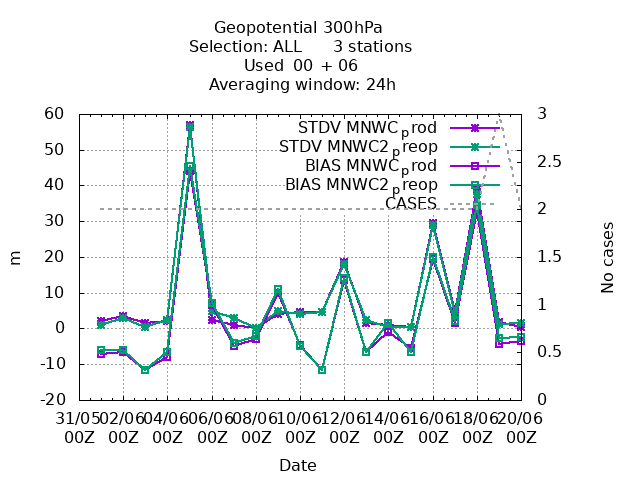 Geopotential 300hPa
Selection: ALL 3 stations
Used 00 + 06
Averaging window: 24h
STDV MNWC_prod
STDV MNWC2_preop
BIAS MNWC_prod
BIAS MNWC2_preop
CASES
60
50
40
30
20
10
0
-10
-20
m
3
2.5
2
1.5
1
0.5
0
No cases
31/05 02/06 04/06 06/06 08/06 10/06 12/06 14/06 16/06 18/06 20/06
00Z 00Z 00Z 00Z 00Z 00Z 00Z 00Z 00Z 00Z 00Z
Date